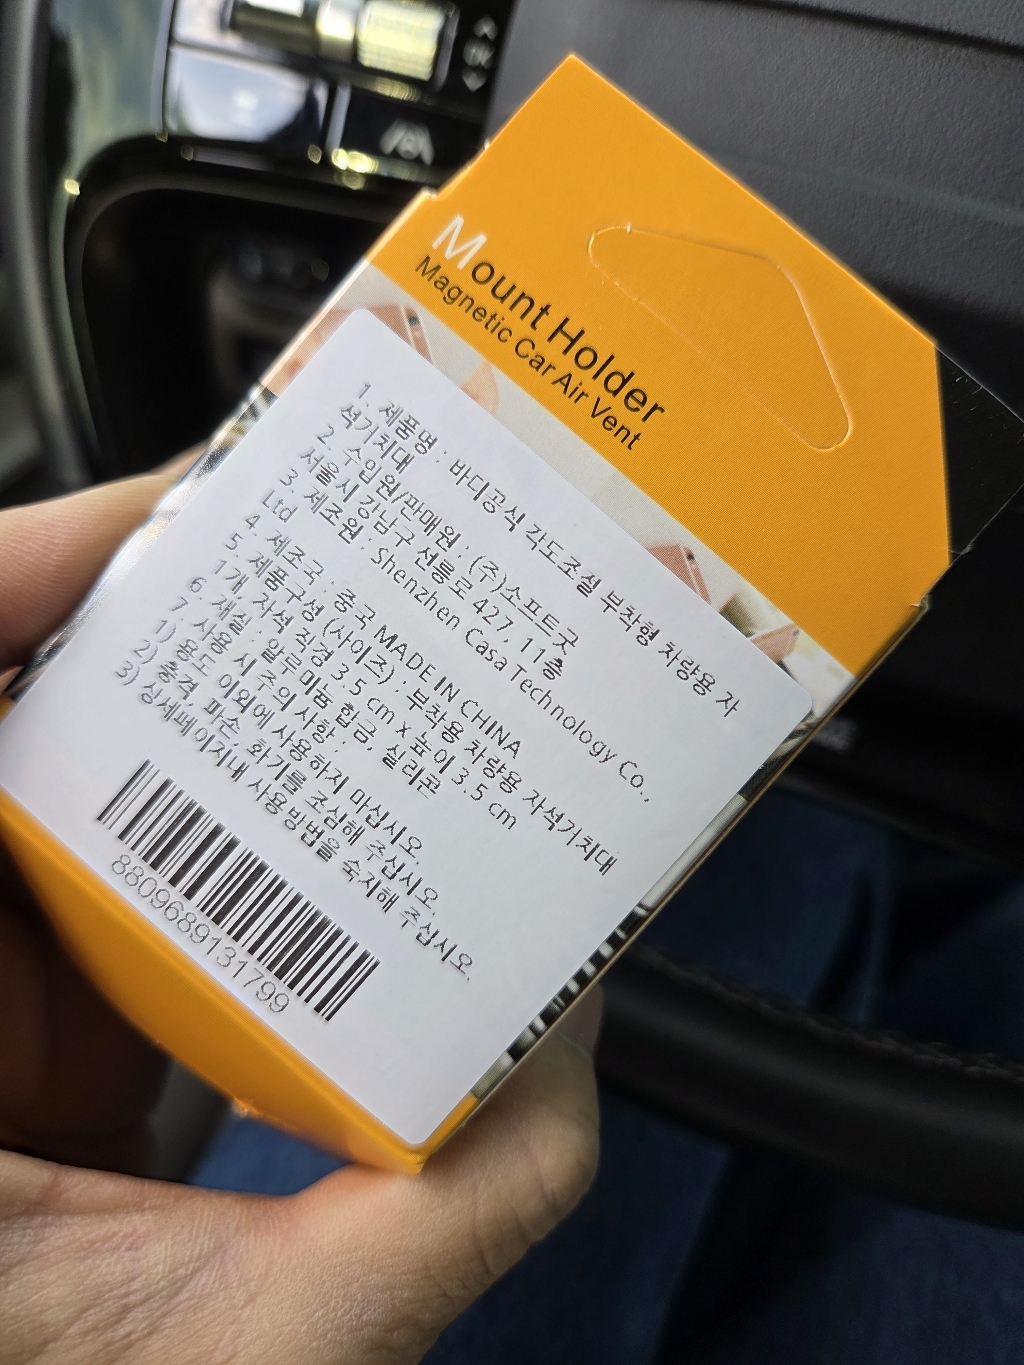 Mount Holder
Magnetic Car Air Vent
1. 제품명 : 바디공식 각도조절 부착형 차량용 자
석거치대
2. 수입원/판매원 : (주)소프트굿
서울시 강남구 선릉로 427, 11층
3. 제조원 : Shenzhen Casa Technology Co.,
Ltd
4. 제조국 : 중국 MADE IN CHINA
5. 제품구성 (사이즈) : 부착용 차량용 자석거치대
1개, 자석 직경 3.5 cm x 높이 3.5 cm
6. 재질 : 알루미늄 합금, 실리콘
7. 사용 시 주의 사항 :
1) 용도 이외에 사용하지 마십시오.
2) 충격, 파손, 화기를 조심해 주십시오.
3) 상세페이지내 사용방법을 숙지해 주십시오.
8809689131799